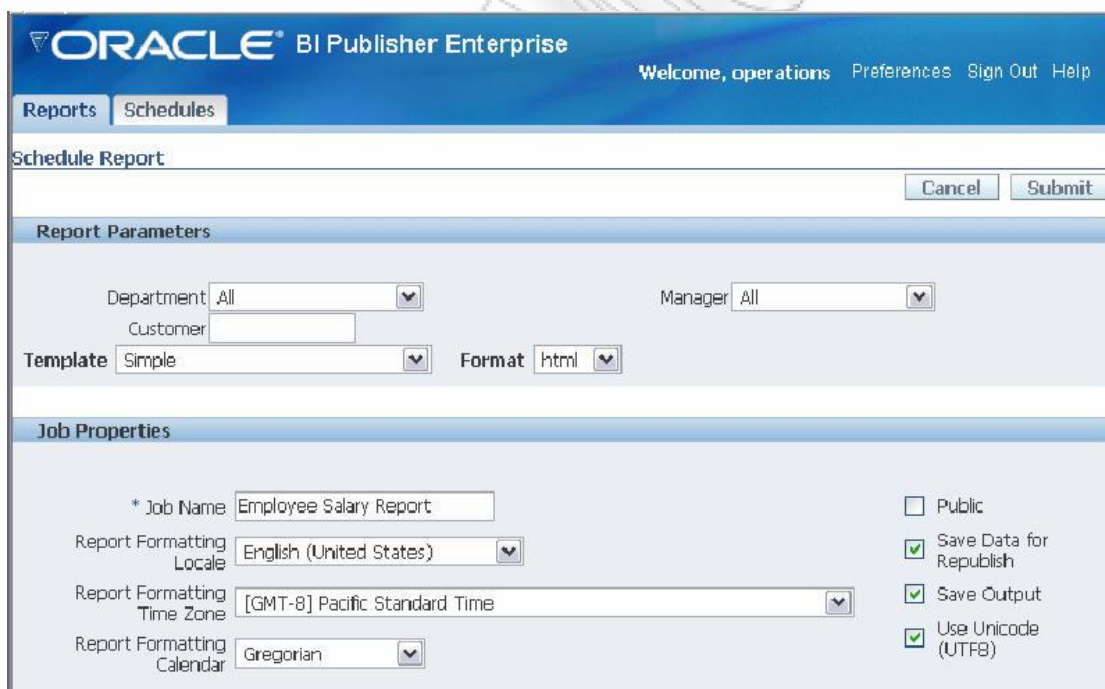 ORACLE BI Publisher Enterprise
Welcome, operations Preferences Sign Out Help
Reports Schedules
Schedule Report
Cancel Submit
Report Parameters
Department All Manager All
Customer
Template Simple Format html
Job Properties
* Job Name Employee Salary Report Public
Report Formatting Locale English (United States) Save Data for Republish
Report Formatting Time Zone [GMT-8] Pacific Standard Time Save Output
Report Formatting Calendar Gregorian Use Unicode (UTF8)